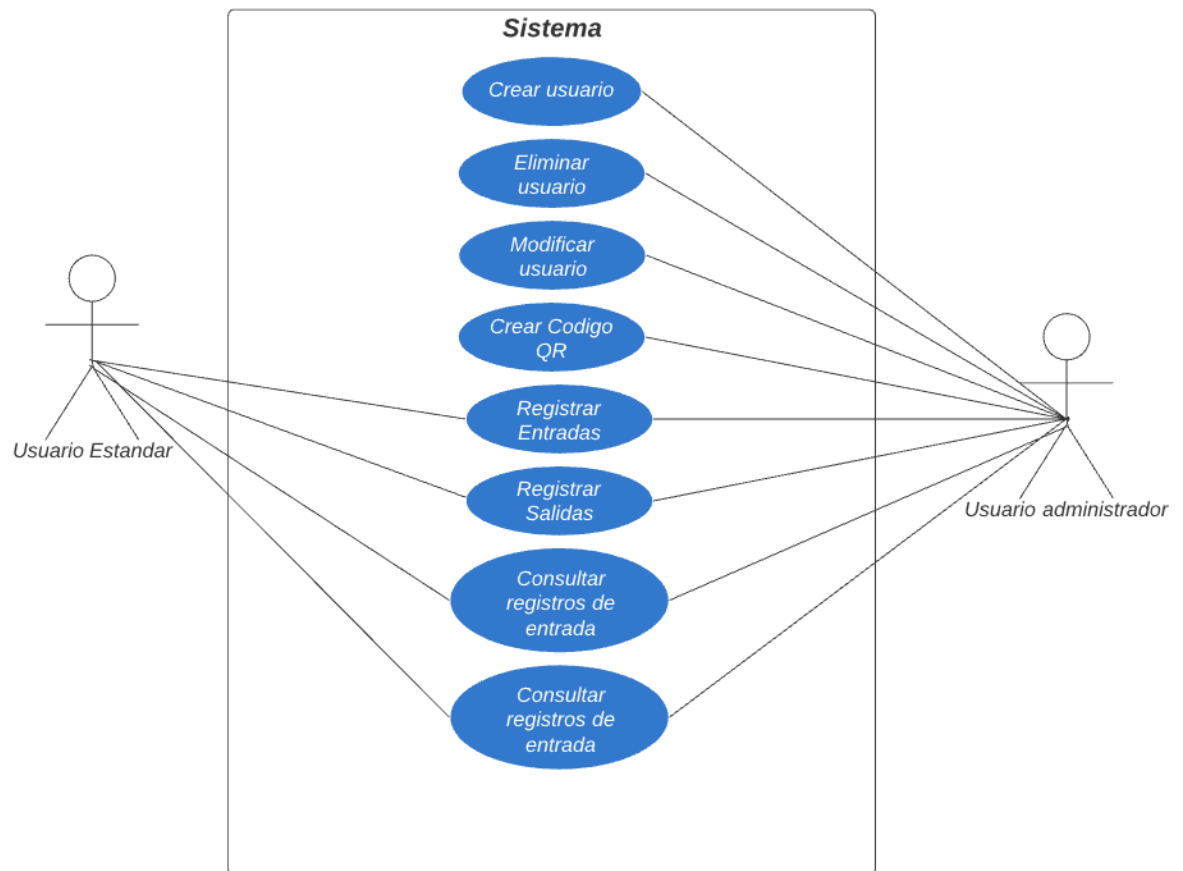 Sistema
Crear usuario
Eliminar
usuario
Modificar
usuario
Crear Codigo
QR
Registrar
Entradas
Usuario Estandar
Registrar
Salidas
Usuario administrador
Consultar
registros de
entrada
Consultar
registros de
entrada